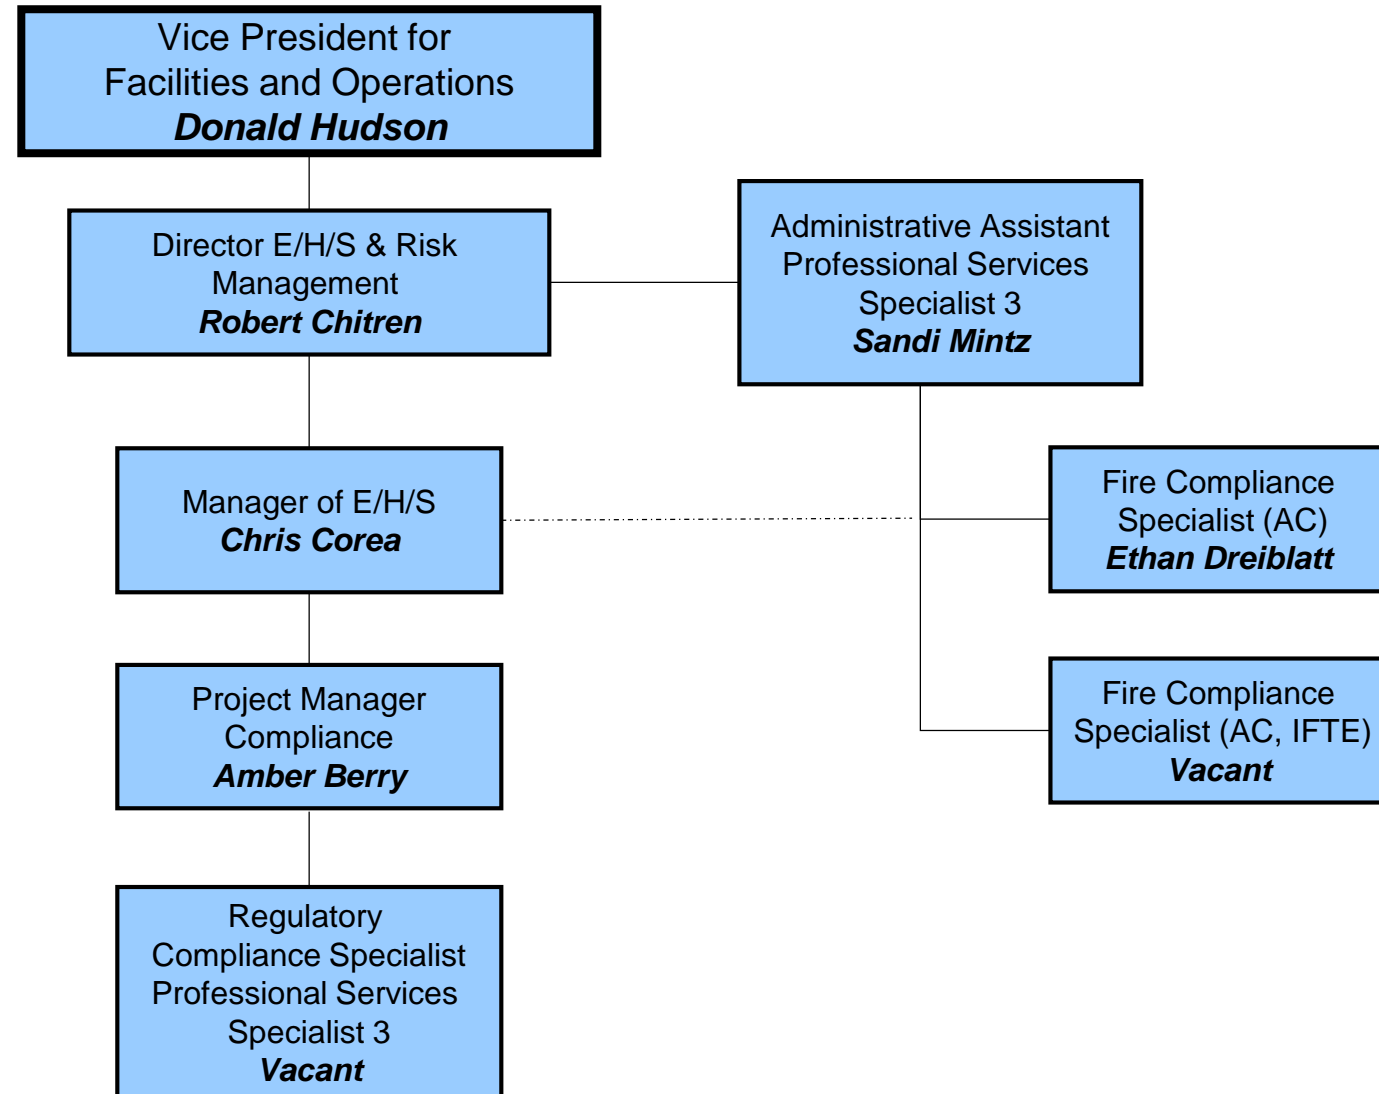 Vice President for
Facilities and Operations
Donald Hudson
Director E/H/S & Risk
Management
Robert Chitren
Administrative Assistant
Professional Services
Specialist 3
Sandi Mintz
Manager of E/H/S
Chris Corea
Fire Compliance
Specialist (AC)
Ethan Dreiblatt
Project Manager
Compliance
Amber Berry
Fire Compliance
Specialist (AC, IFTE)
Vacant
Regulatory
Compliance Specialist
Professional Services
Specialist 3
Vacant